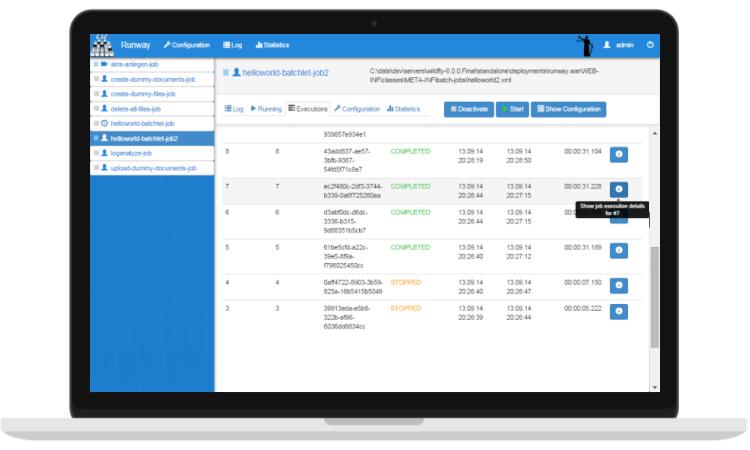 Runway Configuration Log Statistics admin
akte-anlegen-job
create-dummy-documents-job
create-dummy-files-job
delete-all-files-job
helloworld-batchlet-job
helloworld-batchlet-job2
loganalyze-job
upload-dummy-documents-job
helloworld-batchlet-job2
C:\data\dev\servers\wildfly-8.0.0.Final\standalone\deployments\runway.war\WEB-
INF\classes\META-INF\batch-jobs\helloworld2.xml
Log Running Executions Configuration Statistics Deactivate Start Show Configuration
939657e934e1
8 8 43add837-ae57- COMPLETED 13.09.14 13.09.14 00:00:31.104
3bfb-9367- 20:28:19 20:28:50
54fd5f71c8e7
7 7 ec2f480c-2df3-3744- COMPLETED 13.09.14 13.09.14 00:00:31.228
b339-0a6f725260aa 20:26:44 20:27:15
Show job execution details
for #7
6 6 d3abf0dc-d6dc- COMPLETED 13.09.14 13.09.14
3336-b315- 20:26:44 20:27:15
9d88351b5cb7
5 5 61be5cfd-a22c- COMPLETED 13.09.14 13.09.14 00:00:31.189
39e5-8f9a- 20:26:40 20:27:12
f798025450cc
4 4 0aff4722-8903-3b59- STOPPED 13.09.14 13.09.14 00:00:07.150
825a-16b5415b5049 20:26:40 20:26:47
3 3 39913eda-e5b8- STOPPED 13.09.14 13.09.14 00:00:05.222
322b-af96- 20:26:39 20:26:44
6036dd8834cc